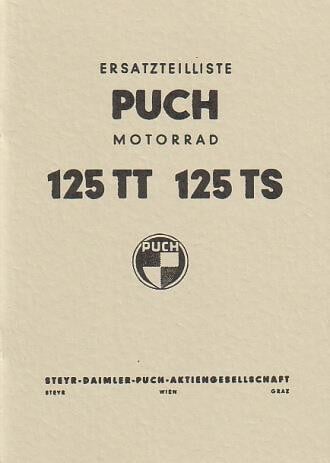 ERSATZTEILLISTE
PUCH
MOTORRAD
125 TT 125 TS
PUCH
STEYR-DAIMLER-PUCH-AKTIENGESELLSCHAFT
STEYR WIEN GRAZ